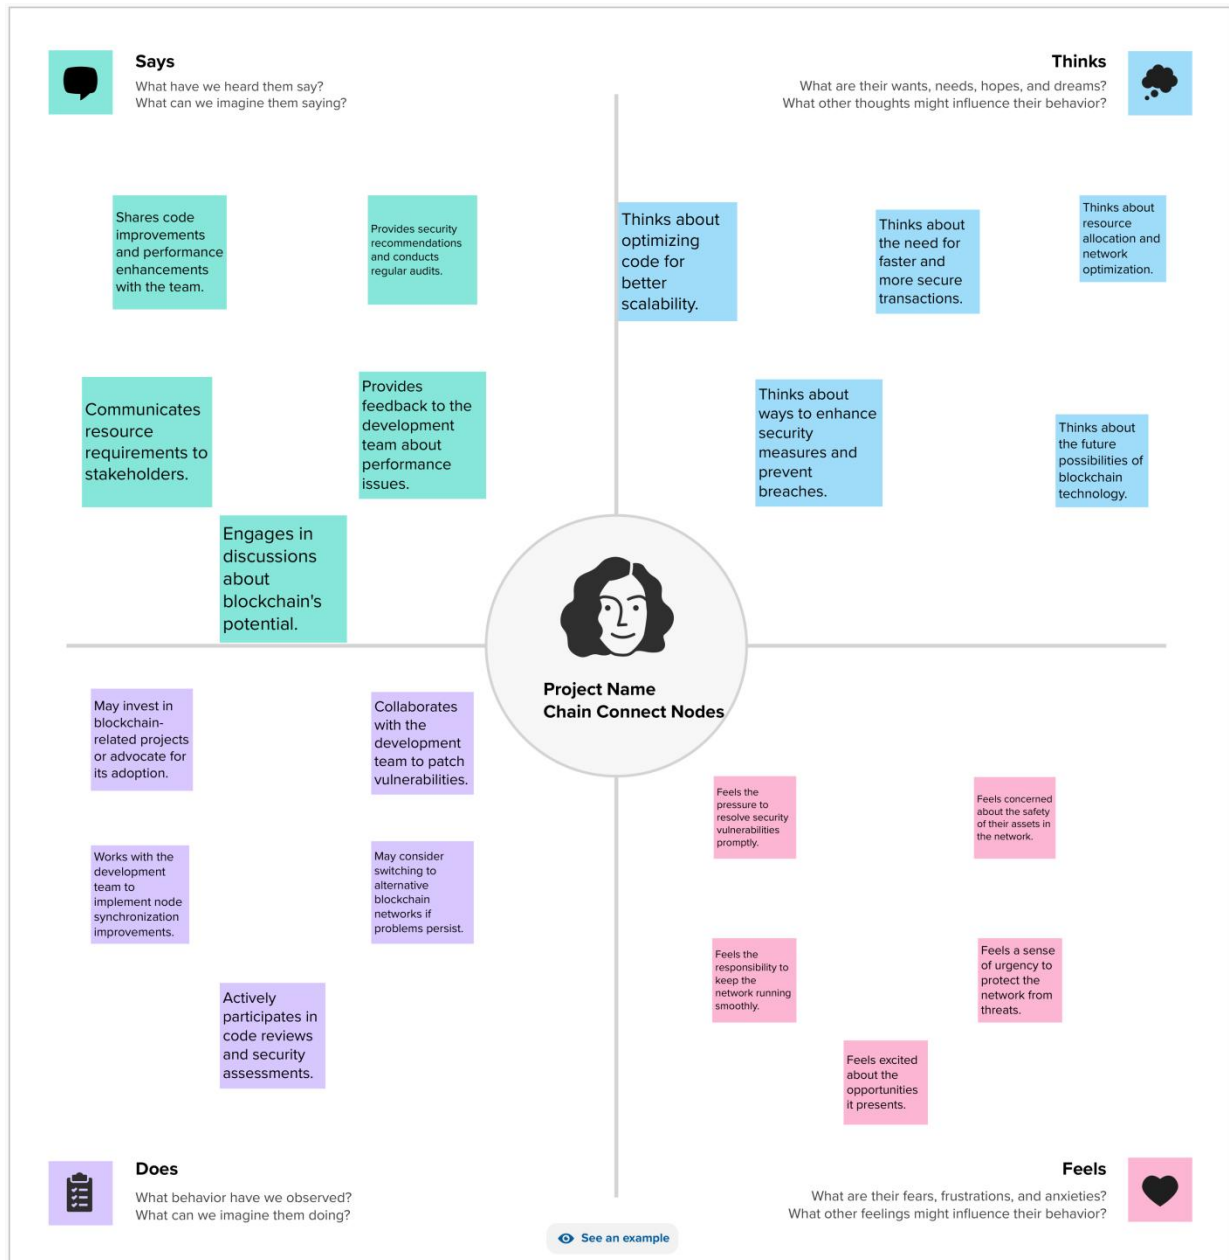 Says
What have we heard them say?
What can we imagine them saying?
Thinks
What are their wants, needs, hopes, and dreams?
What other thoughts might influence their behavior?
Shares code
improvements
and performance
enhancements
with the team.
Provides security
recommendations
and conducts
regular audits.
Communicates
resource
requirements to
stakeholders.
Provides
feedback to the
development
team about
performance
issues.
Engages in
discussions
about
blockchain's
potential.
Thinks about
optimizing
code for
better
scalability.
Thinks about
the need for
faster and
more secure
transactions.
Thinks about
resource
allocation and
network
optimization.
Thinks about
ways to enhance
security
measures and
prevent
breaches.
Thinks about
the future
possibilities of
blockchain
technology.
Project Name
Chain Connect Nodes
May invest in
blockchain-
related projects
or advocate for
its adoption.
Collaborates
with the
development
team to patch
vulnerabilities.
Works with the
development
team to
implement node
synchronization
improvements.
May consider
switching to
alternative
blockchain
networks if
problems persist.
Actively
participates in
code reviews
and security
assessments.
Feels the
pressure to
resolve security
vulnerabilities
promptly.
Feels concerned
about the safety
of their assets in
the network.
Feels the
responsibility to
keep the
network running
smoothly.
Feels a sense
of urgency to
protect the
network from
threats.
Feels excited
about the
opportunities
it presents.
Does
What behavior have we observed?
What can we imagine them doing?
Feels
What are their fears, frustrations, and anxieties?
What other feelings might influence their behavior?
See an example